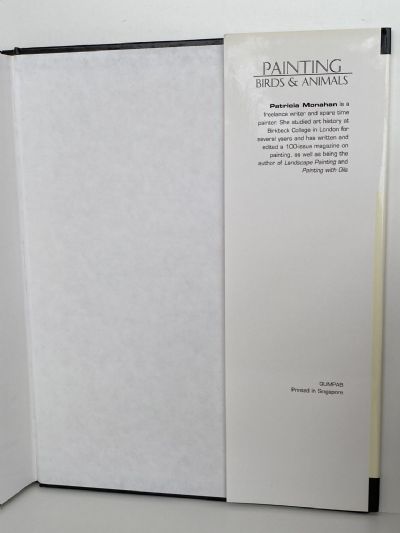 PAINTING
BIRDS & ANIMALS
Patricia Monahan is a
freelance writer and spare time
painter. She studied art history at
Birkbeck College in London for
several years and has written and
edited a 100-issue magazine on
painting, as well as being the
author of Landscape Painting and
Painting with Oils
QUMPAB
Printed in Singapore